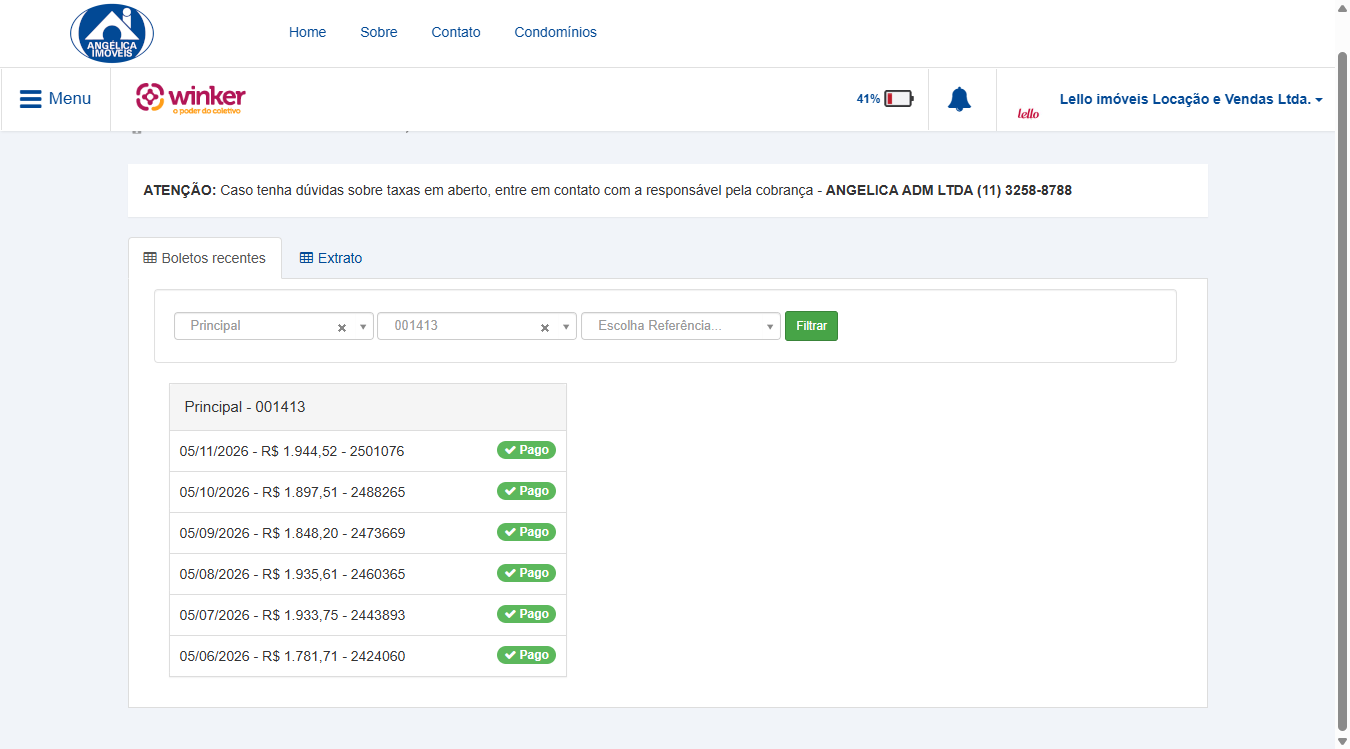 ANGÉLICA
IMÓVEIS
Home Sobre Contato Condomínios
Menu
winker
o poder do coletivo
41%
lello
Lello imóveis Locação e Vendas Ltda.
ATENÇÃO: Caso tenha dúvidas sobre taxas em aberto, entre em contato com a responsável pela cobrança - ANGELICA ADM LTDA (11) 3258-8788
Boletos recentes Extrato
Principal 001413 Escolha Referência... Filtrar
Principal - 001413
05/11/2026 - R$ 1.944,52 - 2501076 Pago
05/10/2026 - R$ 1.897,51 - 2488265 Pago
05/09/2026 - R$ 1.848,20 - 2473669 Pago
05/08/2026 - R$ 1.935,61 - 2460365 Pago
05/07/2026 - R$ 1.933,75 - 2443893 Pago
05/06/2026 - R$ 1.781,71 - 2424060 Pago